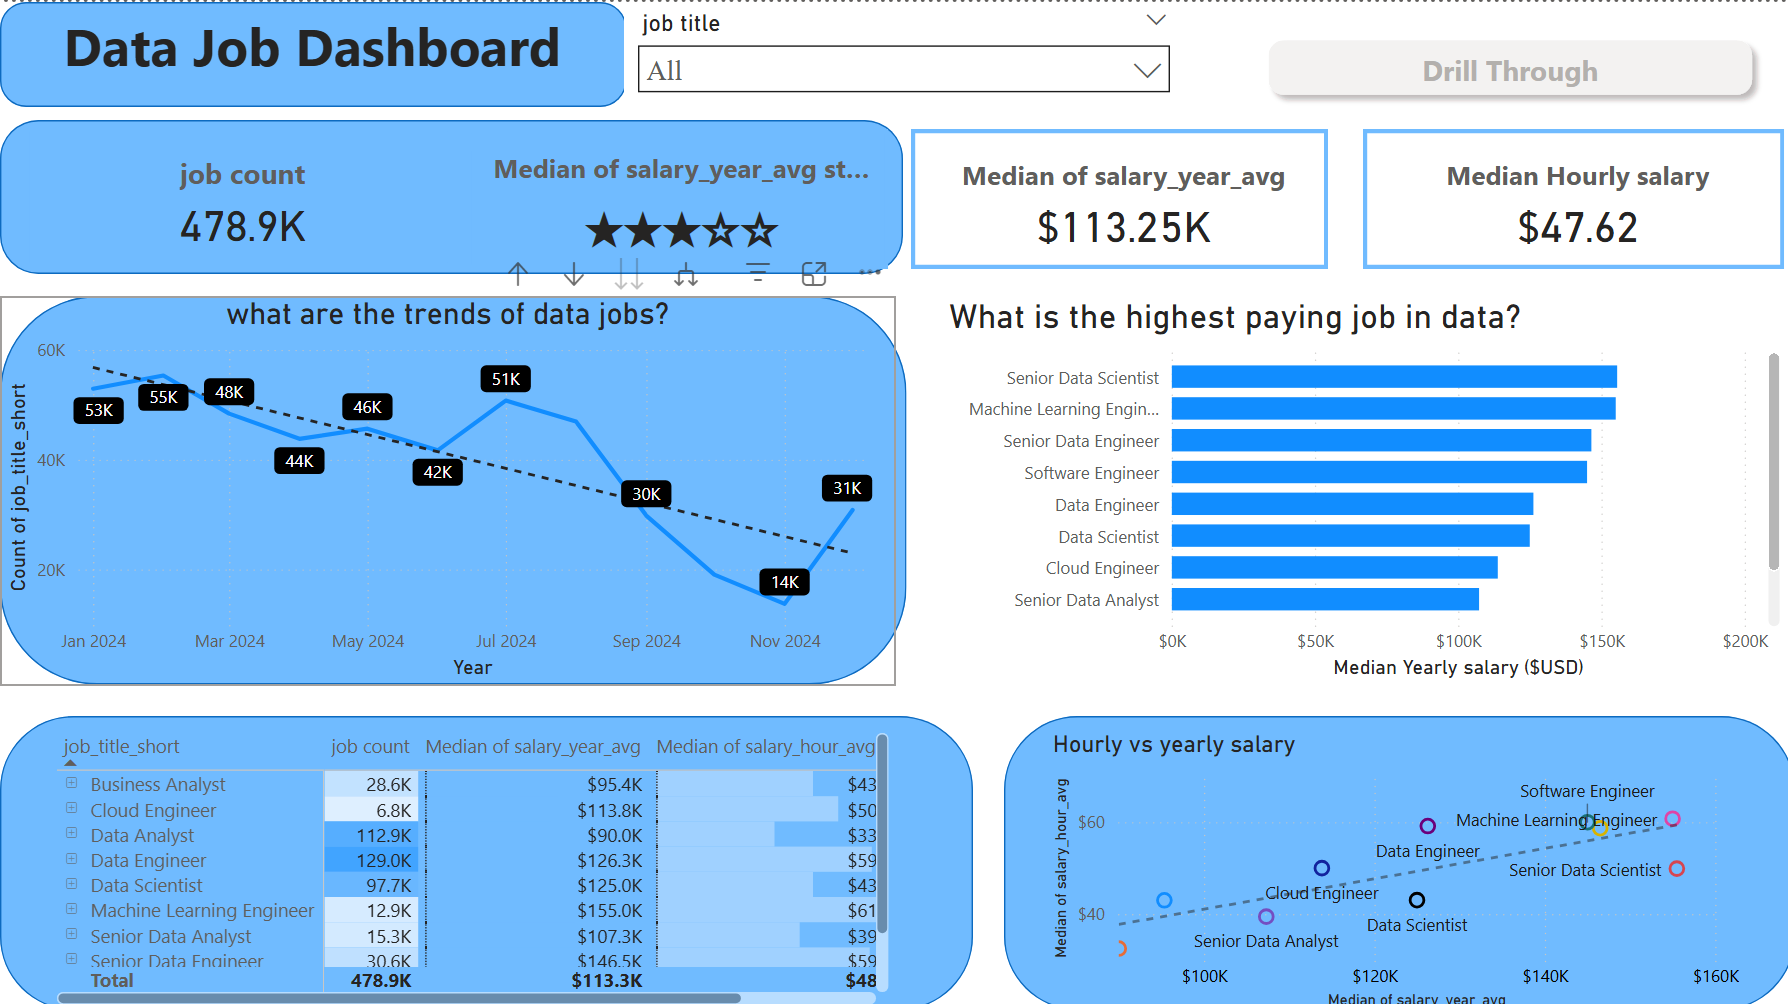 Data Job Dashboard
job title
All
Drill Through
job count
478.9K
Median of salary_year_avg st...
★★★☆☆
Median of salary_year_avg
$113.25K
Median Hourly salary
$47.62
what are the trends of data jobs?
Count of job_title_short
60K
40K
20K
53K
55K
48K
44K
46K
42K
51K
30K
14K
31K
Jan 2024
Mar 2024
May 2024
Jul 2024
Sep 2024
Nov 2024
Year
What is the highest paying job in data?
Senior Data Scientist
Machine Learning Engin...
Senior Data Engineer
Software Engineer
Data Engineer
Data Scientist
Cloud Engineer
Senior Data Analyst
$0K $50K $100K $150K $200K
Median Yearly salary ($USD)
job_title_short job count Median of salary_year_avg Median of salary_hour_avg
Business Analyst 28.6K $95.4K $43
Cloud Engineer 6.8K $113.8K $50
Data Analyst 112.9K $90.0K $33
Data Engineer 129.0K $126.3K $59
Data Scientist 97.7K $125.0K $43
Machine Learning Engineer 12.9K $155.0K $61
Senior Data Analyst 15.3K $107.3K $39
Senior Data Engineer 30.6K $146.5K $59
Total 478.9K $113.3K $48
Hourly vs yearly salary
Median of salary_hour_avg
$60
$40
Software Engineer
Machine Learning Engineer
Data Engineer
Senior Data Scientist
Cloud Engineer
Data Scientist
Senior Data Analyst
$100K $120K $140K $160K
Median of salary_year_avg